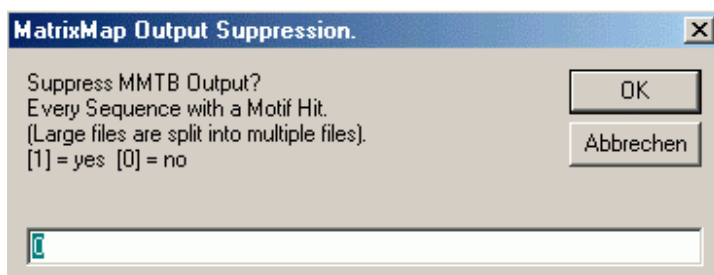 MatrixMap Output Suppression.
Suppress MMTB Output?
Every Sequence with a Motif Hit.
(Large files are split into multiple files).
[1] = yes [0] = no
OK
Abbrechen
0